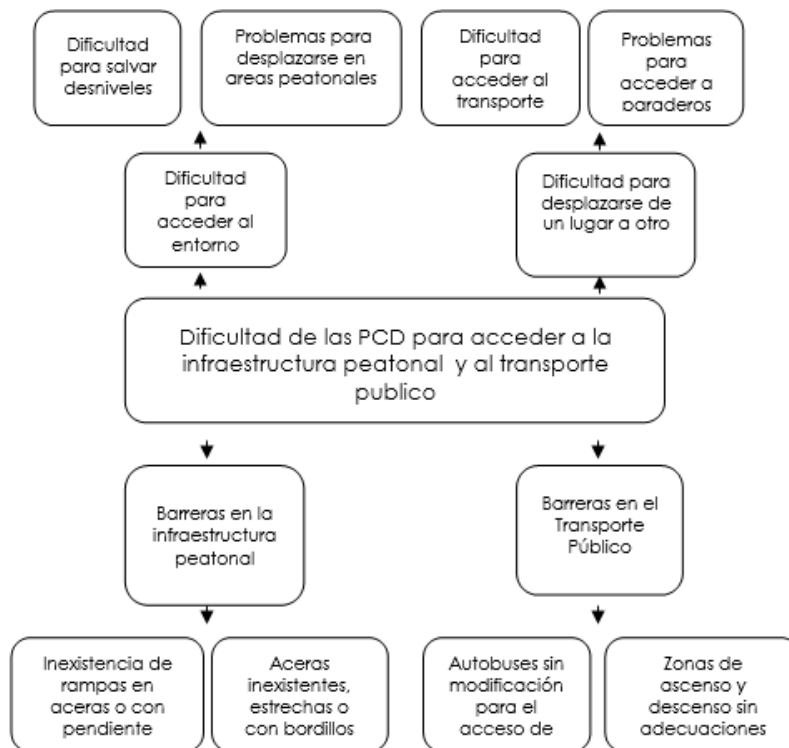 Dificultad
para salvar
desniveles
Problemas para
desplazarse en
areas peatonales
Dificultad
para
acceder al
transporte
Problemas
para
acceder a
paraderos
Dificultad
para
acceder al
entorno
Dificultad para
desplazarse de
un lugar a otro
Dificultad de las PCD para acceder a la
infraestructura peatonal y al transporte
publico
Barreras en la
infraestructura
peatonal
Barreras en el
Transporte
Público
Inexistencia de
rampas en
aceras o con
pendiente
Aceras
inexistentes,
estrechas o
con bordillos
Autobuses sin
modificación para
el acceso de
Zonas de
ascenso y
descenso sin
adecuaciones